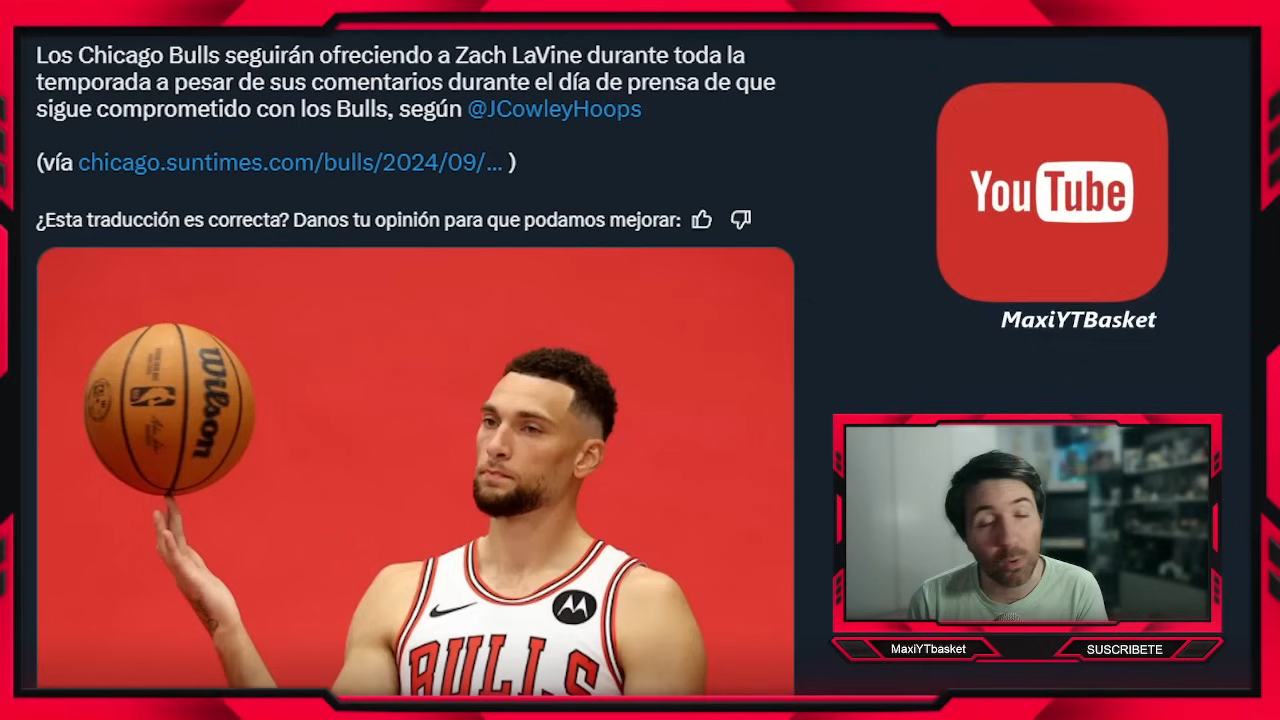 Los Chicago Bulls seguirán ofreciendo a Zach LaVine durante toda la
temporada a pesar de sus comentarios durante el día de prensa de que
sigue comprometido con los Bulls, según @JCowleyHoops
(vía chicago.suntimes.com/bulls/2024/09/... )
¿Esta traducción es correcta? Danos tu opinión para que podamos mejorar:
YouTube
MaxiYTBasket
Wilson
BULLS
MaxiYTbasket
SUSCRIBETE